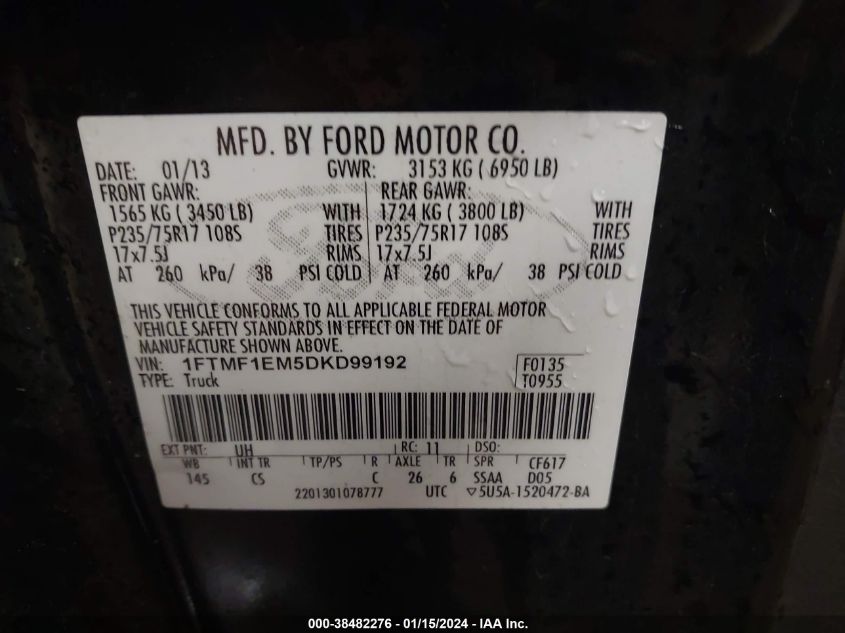 MFD. BY FORD MOTOR CO.
DATE: 01/13 GVWR: 3153 KG ( 6950 LB)
FRONT GAWR: REAR GAWR:
1565 KG ( 3450 LB) WITH 1724 KG ( 3800 LB) WITH
P235/75R17 108S TIRES P235/75R17 108S TIRES
17x7.5J RIMS 17x7.5J RIMS
AT 260 kPa/ 38 PSI COLD AT 260 kPa/ 38 PSI COLD
Ford
THIS VEHICLE CONFORMS TO ALL APPLICABLE FEDERAL MOTOR
VEHICLE SAFETY STANDARDS IN EFFECT ON THE DATE OF
MANUFACTURE SHOWN ABOVE.
VIN: 1FTMF1EM5DKD99192 F0135
TYPE: Truck T0955
EXT PNT: UH RC: 11 DSO:
WB INT TR TP/PS R AXLE TR SPR CF617
145 CS C 26 6 SSAA D05
2201301078777 UTC ▽5U5A-1520472-BA
000-38482276 - 01/15/2024 - IAA Inc.